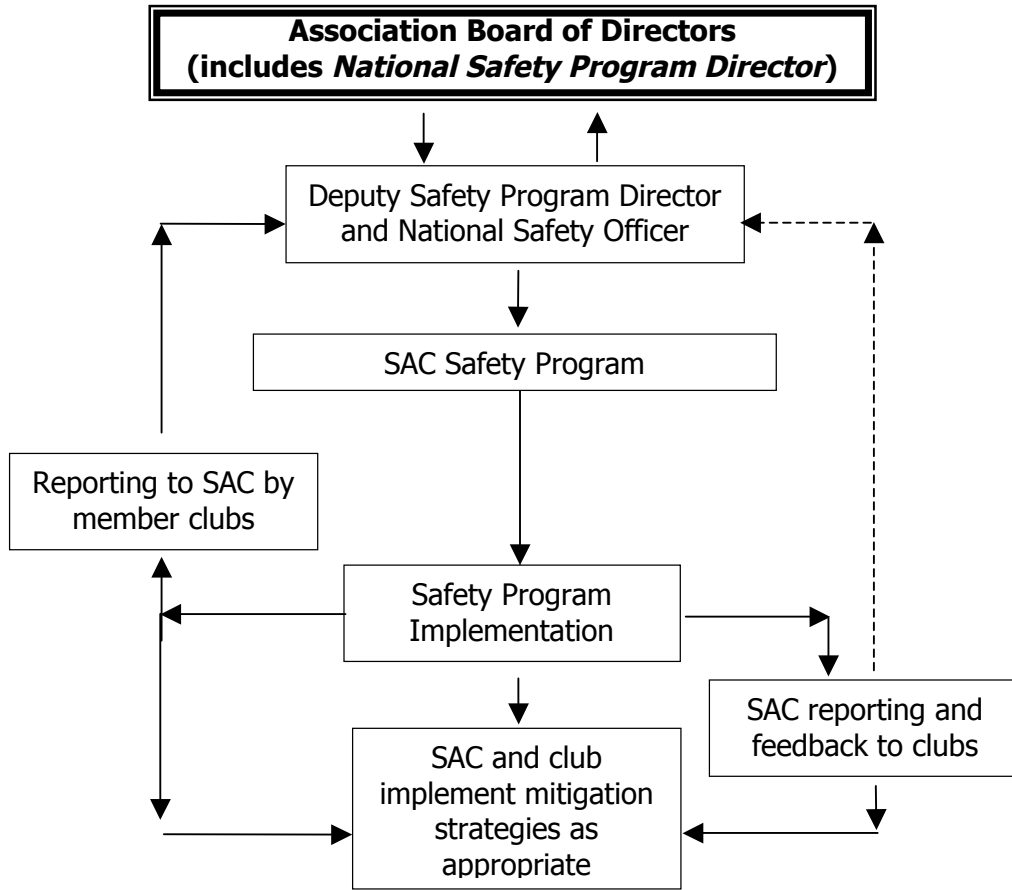 Association Board of Directors
(includes National Safety Program Director)
Deputy Safety Program Director
and National Safety Officer
SAC Safety Program
Reporting to SAC by
member clubs
Safety Program
Implementation
SAC reporting and
feedback to clubs
SAC and club
implement mitigation
strategies as
appropriate